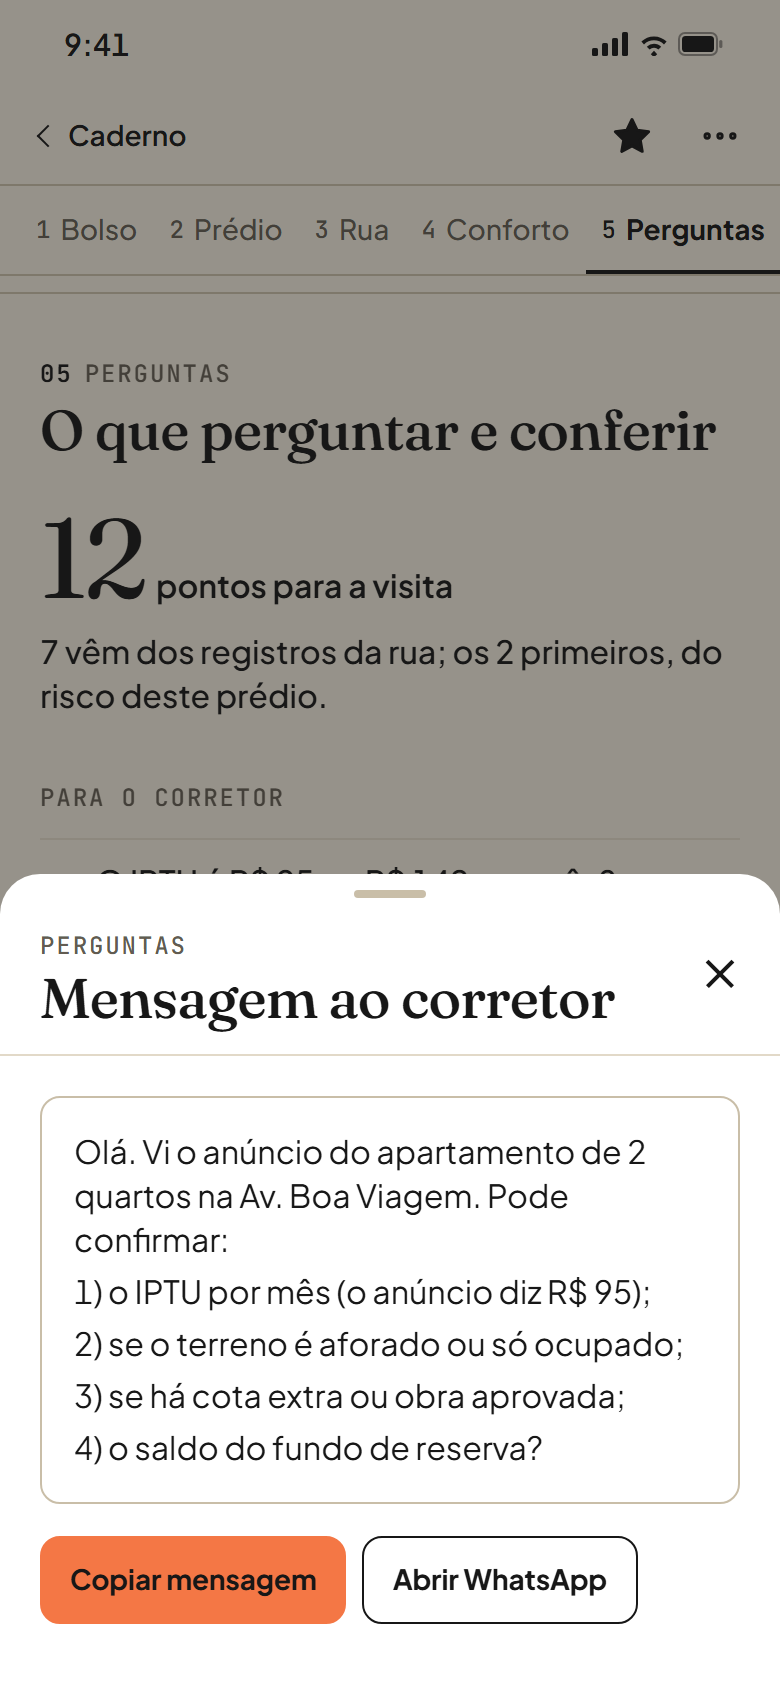 9:41
Caderno
1 Bolso 2 Prédio 3 Rua 4 Conforto 5 Perguntas
05 PERGUNTAS
O que perguntar e conferir
12 pontos para a visita
7 vêm dos registros da rua; os 2 primeiros, do
risco deste prédio.
PARA O CORRETOR
PERGUNTAS
Mensagem ao corretor
Olá. Vi o anúncio do apartamento de 2
quartos na Av. Boa Viagem. Pode
confirmar:
1) o IPTU por mês (o anúncio diz R$ 95);
2) se o terreno é aforado ou só ocupado;
3) se há cota extra ou obra aprovada;
4) o saldo do fundo de reserva?
Copiar mensagem
Abrir WhatsApp